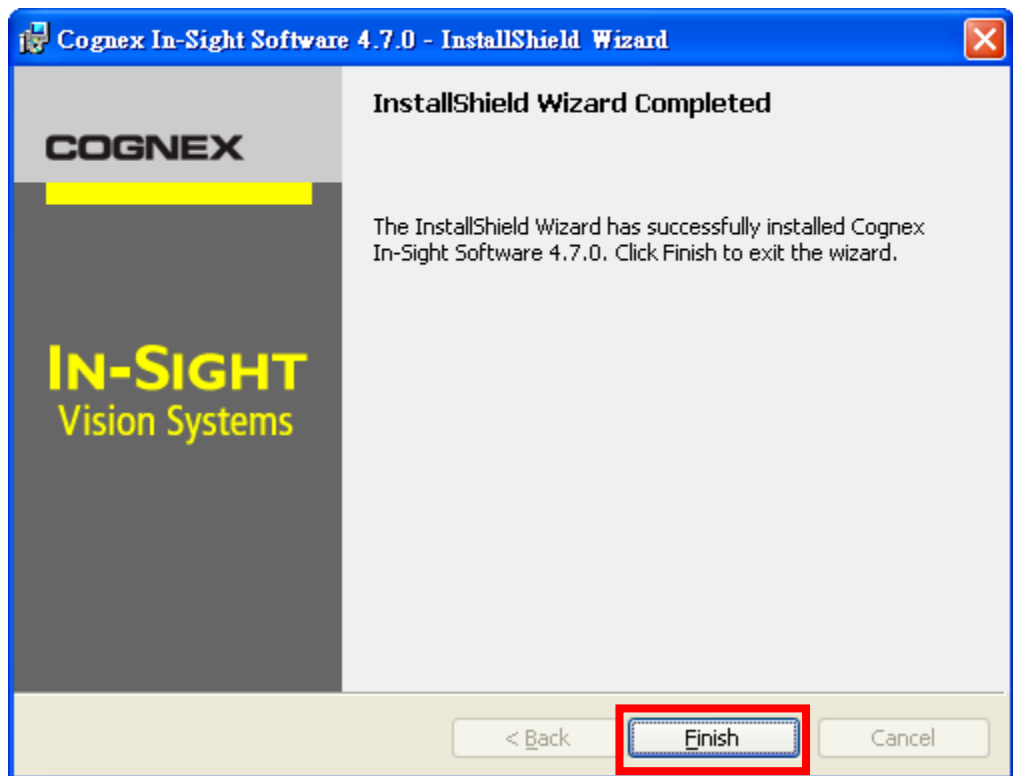 Cognex In-Sight Software 4.7.0 - InstallShield Wizard
COGNEX
IN-SIGHT
Vision Systems
InstallShield Wizard Completed
The InstallShield Wizard has successfully installed Cognex
In-Sight Software 4.7.0. Click Finish to exit the wizard.
< Back
Finish
Cancel